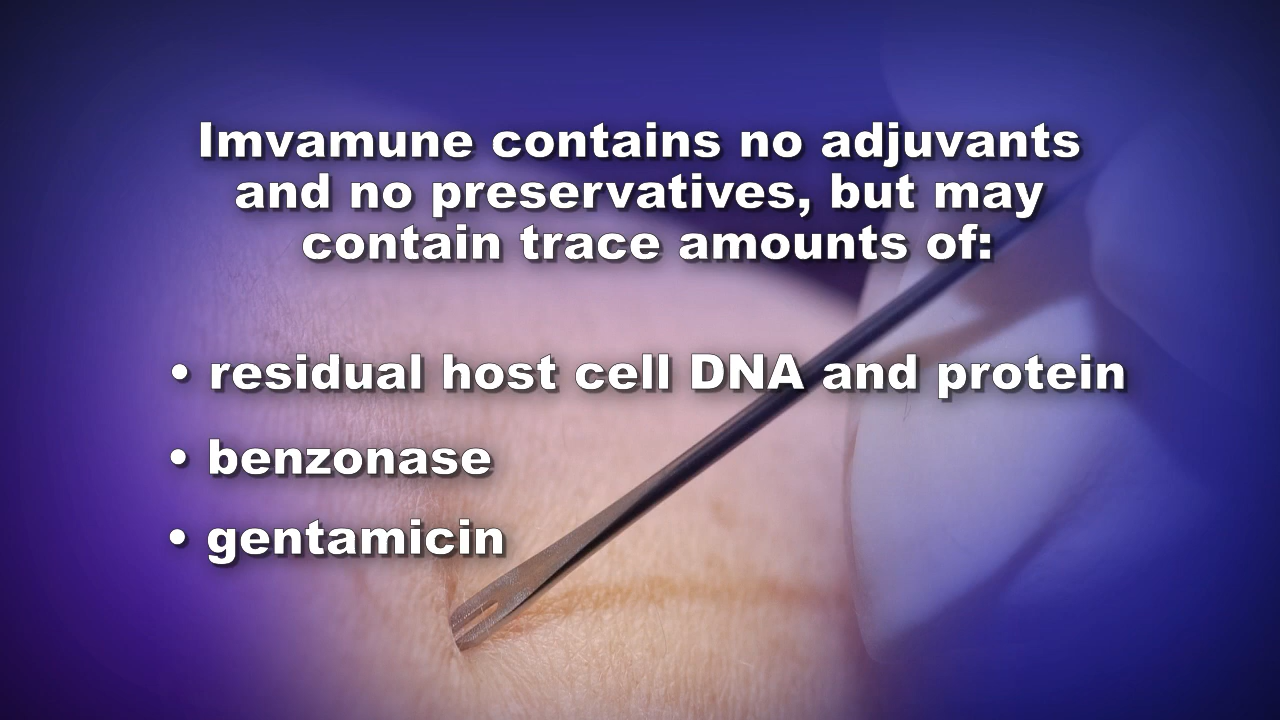 Imvamune contains no adjuvants
and no preservatives, but may
contain trace amounts of:
• residual host cell DNA and protein
• benzonase
• gentamicin